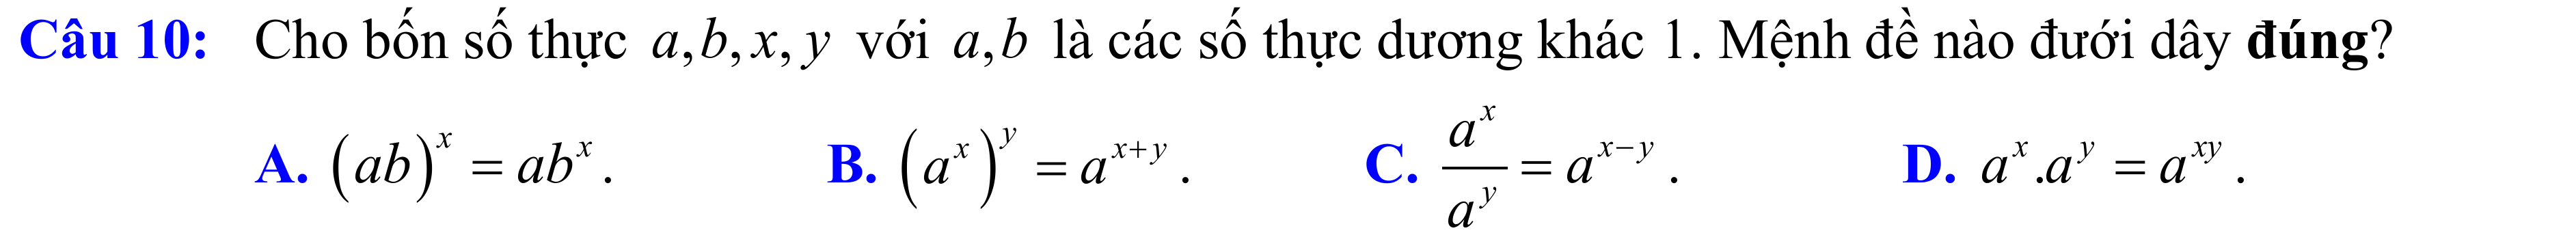 Câu 10: Cho bốn số thực a,b,x,y với a,b là các số thực dương khác 1. Mệnh đề nào đưới dây đúng?
A. (ab)^x = ab^x. B. (a^x)^y = a^{x+y}. C. \frac{a^x}{a^y} = a^{x-y}. D. a^x.a^y = a^{xy}.